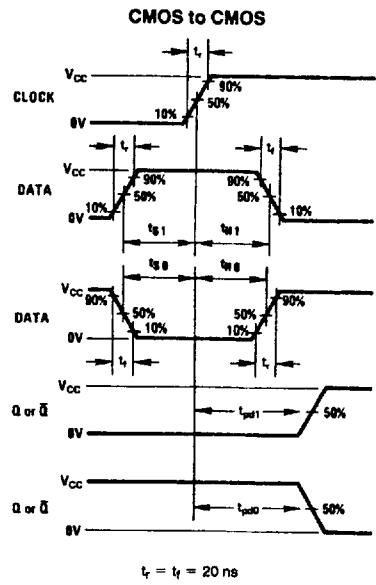 CMOS to CMOS
tr
VCC
90%
50%
CLOCK
10%
0V
tr
tf
VCC
90%
90%
DATA
50%
50%
10%
10%
0V
tS1
tH1
tS0
tH0
VCC
90%
90%
DATA
50%
50%
10%
10%
0V
tf
tr
VCC
Q or Q̅
tpd1
50%
0V
VCC
Q or Q̅
tpd0
50%
0V
tr = tf = 20 ns